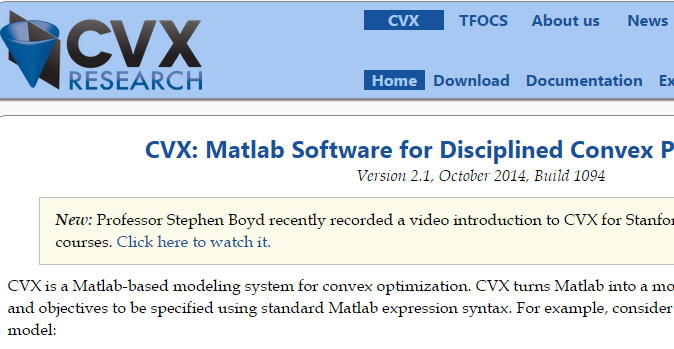 CVX
RESEARCH
CVX TFOCS About us News
Home Download Documentation
CVX: Matlab Software for Disciplined Convex
Version 2.1, October 2014, Build 1094
New: Professor Stephen Boyd recently recorded a video introduction to CVX for
courses. Click here to watch it.
CVX is a Matlab-based modeling system for convex optimization. CVX turns Matlab into a
and objectives to be specified using standard Matlab expression syntax. For example, consider
model: